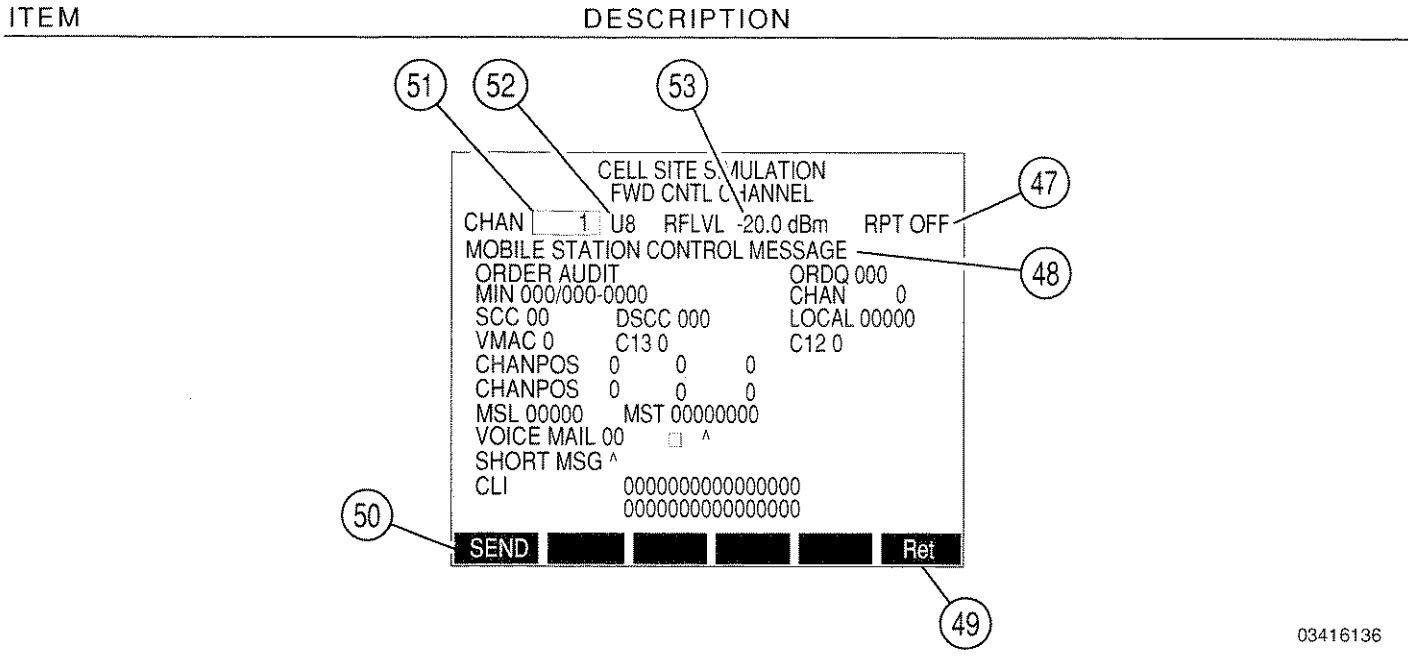 ITEM DESCRIPTION
51 52 53
CELL SITE SIMULATION
FWD CNTL CHANNEL
47
CHAN 1 U8 RFLVL -20.0 dBm RPT OFF
MOBILE STATION CONTROL MESSAGE
48
ORDER AUDIT ORDQ 000
MIN 000/000-0000 CHAN 0
SCC 00 DSCC 000 LOCAL 00000
VMAC 0 C13 0 C12 0
CHANPOS 0 0 0
CHANPOS 0 0 0
MSL 00000 MST 00000000
VOICE MAIL 00 □ ^
SHORT MSG ^
CLI 0000000000000000
0000000000000000
50
SEND Ret
49
03416136